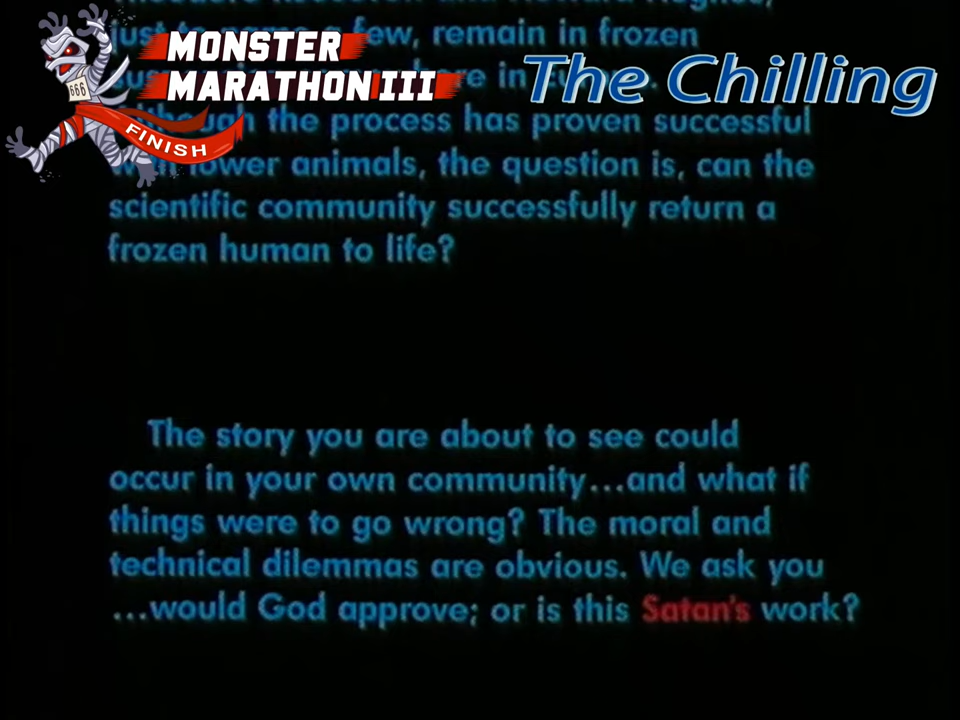 MONSTER
MARATHON III
666
FINISH
The Chilling
just to name a few, remain in frozen
in
the process has proven successful
lower animals, the question is, can the
scientific community successfully return a
frozen human to life?
The story you are about to see could
occur in your own community...and what if
things were to go wrong? The moral and
technical dilemmas are obvious. We ask you
...would God approve; or is this Satan's work?